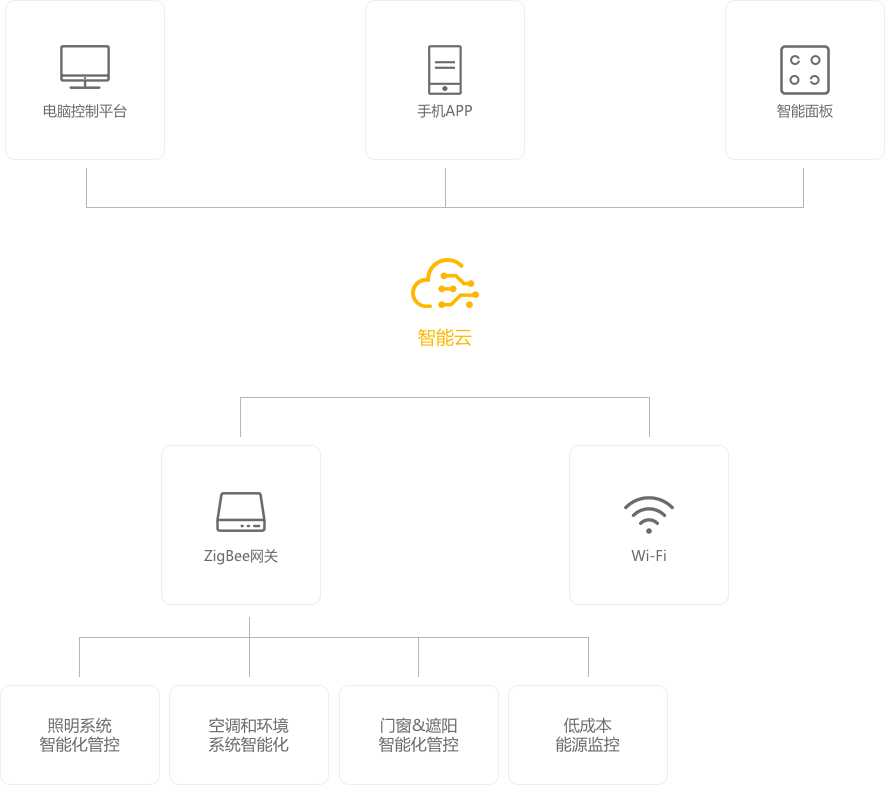 电脑控制平台
手机APP
智能面板
智能云
ZigBee网关
Wi-Fi
照明系统
智能化管控
空调和环境
系统智能化
门窗&遮阳
智能化管控
低成本
能源监控